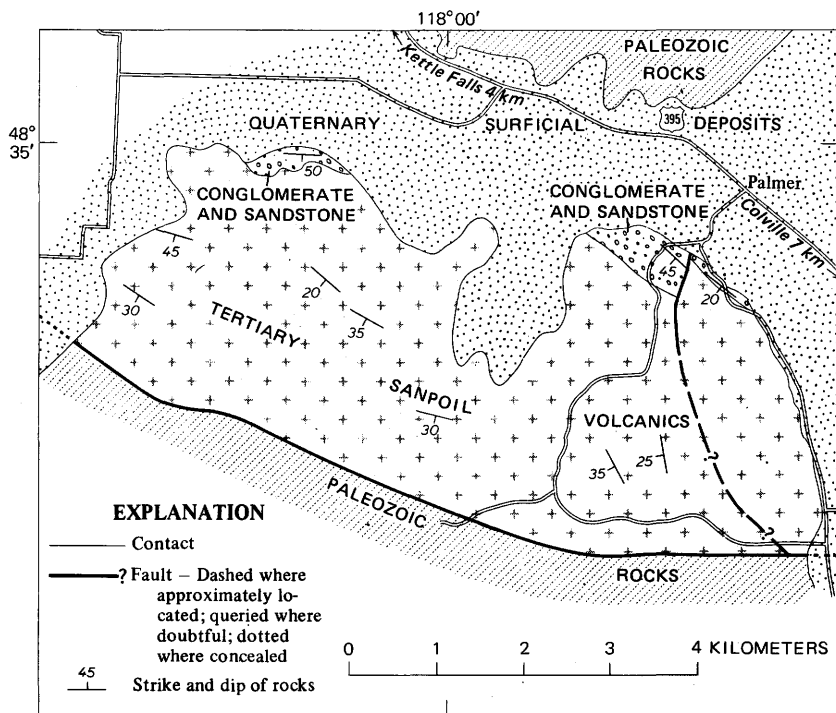 118°00′
PALEOZOIC
ROCKS
Kettle Falls 4 km
395
48°
35′
QUATERNARY
SURFICIAL
DEPOSITS
50
CONGLOMERATE
AND SANDSTONE
CONGLOMERATE
AND SANDSTONE
Palmer
Colville 7 km
45
45
20
20
30
35
TERTIARY
SANPOIL
30
VOLCANICS
35
25
?
?
PALEOZOIC
ROCKS
EXPLANATION
Contact
? Fault – Dashed where
approximately lo-
cated; queried where
doubtful; dotted
where concealed
45
Strike and dip of rocks
0 1 2 3 4 KILOMETERS